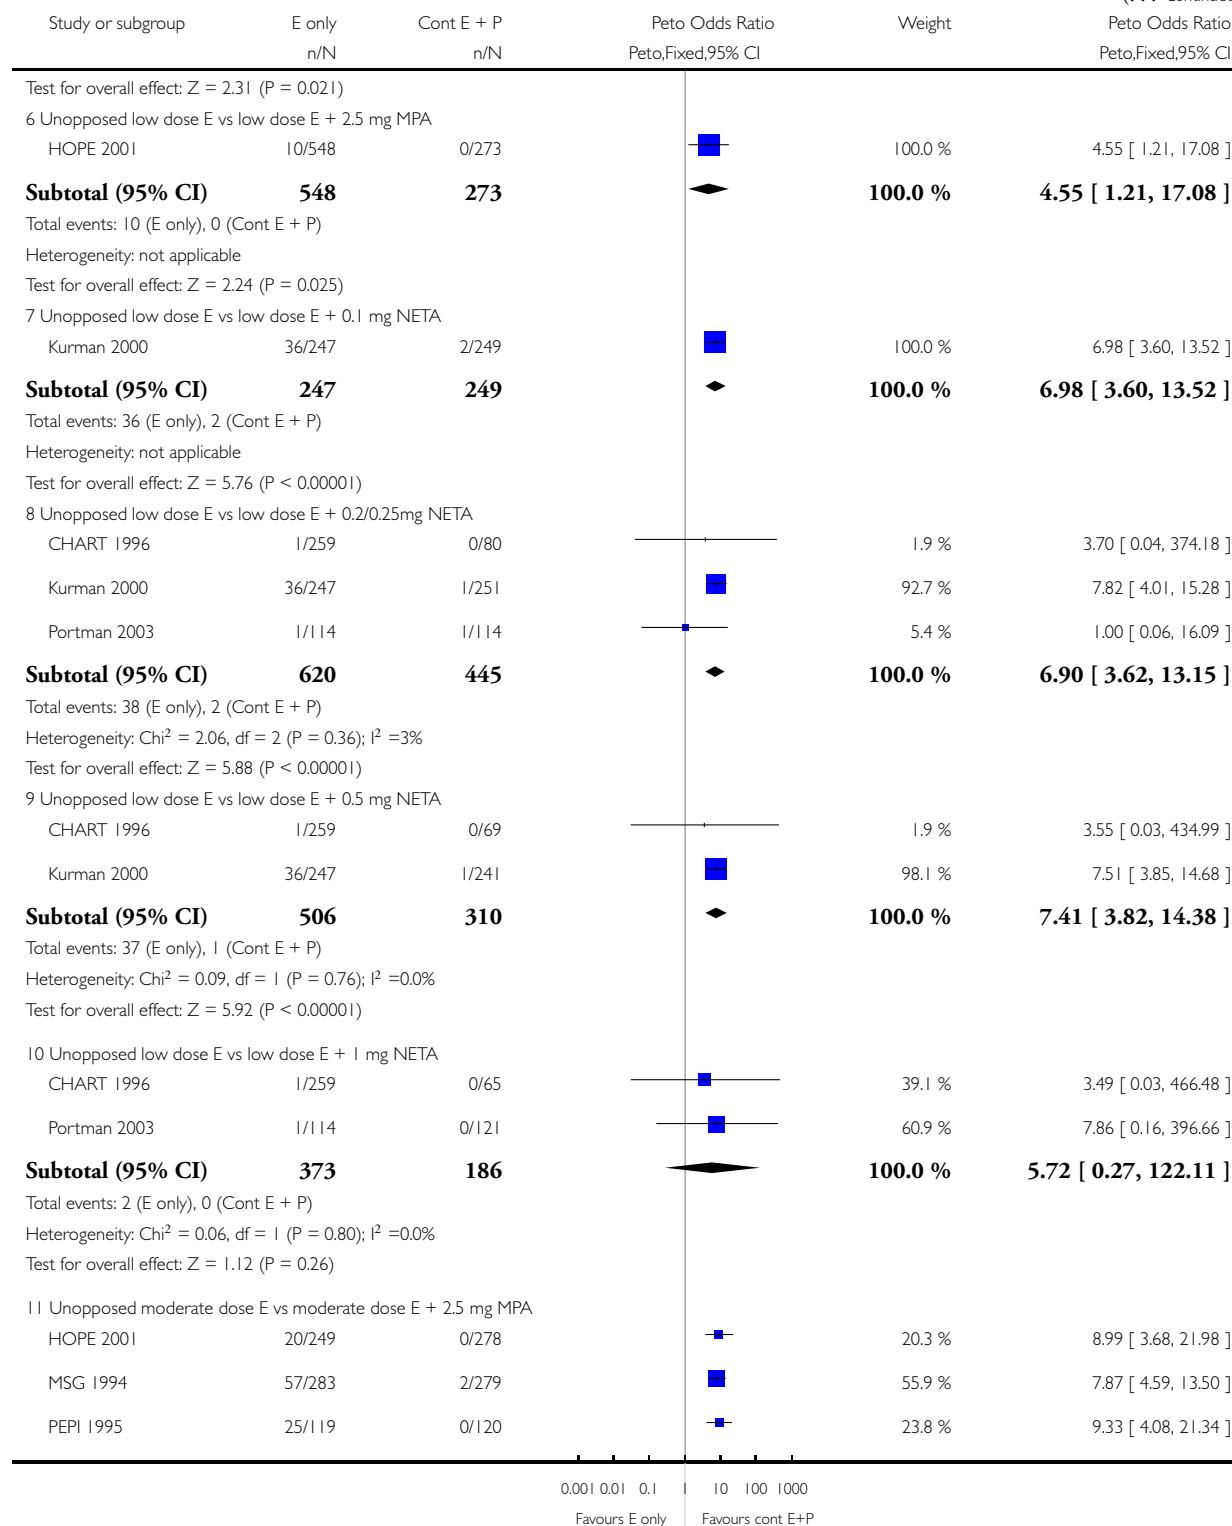 Study or subgroup E only Cont E + P Peto Odds Ratio Weight Peto Odds Ratio
n/N n/N Peto,Fixed,95% CI Peto,Fixed,95% CI
Test for overall effect: Z = 2.31 (P = 0.021)
6 Unopposed low dose E vs low dose E + 2.5 mg MPA
HOPE 2001 10/548 0/273 100.0 % 4.55 [ 1.21, 17.08 ]
Subtotal (95% CI) 548 273 100.0 % 4.55 [ 1.21, 17.08 ]
Total events: 10 (E only), 0 (Cont E + P)
Heterogeneity: not applicable
Test for overall effect: Z = 2.24 (P = 0.025)
7 Unopposed low dose E vs low dose E + 0.1 mg NETA
Kurman 2000 36/247 2/249 100.0 % 6.98 [ 3.60, 13.52 ]
Subtotal (95% CI) 247 249 100.0 % 6.98 [ 3.60, 13.52 ]
Total events: 36 (E only), 2 (Cont E + P)
Heterogeneity: not applicable
Test for overall effect: Z = 5.76 (P < 0.00001)
8 Unopposed low dose E vs low dose E + 0.2/0.25mg NETA
CHART 1996 1/259 0/80 1.9 % 3.70 [ 0.04, 374.18 ]
Kurman 2000 36/247 1/251 92.7 % 7.82 [ 4.01, 15.28 ]
Portman 2003 1/114 1/114 5.4 % 1.00 [ 0.06, 16.09 ]
Subtotal (95% CI) 620 445 100.0 % 6.90 [ 3.62, 13.15 ]
Total events: 38 (E only), 2 (Cont E + P)
Heterogeneity: Chi² = 2.06, df = 2 (P = 0.36); I² =3%
Test for overall effect: Z = 5.88 (P < 0.00001)
9 Unopposed low dose E vs low dose E + 0.5 mg NETA
CHART 1996 1/259 0/69 1.9 % 3.55 [ 0.03, 434.99 ]
Kurman 2000 36/247 1/241 98.1 % 7.51 [ 3.85, 14.68 ]
Subtotal (95% CI) 506 310 100.0 % 7.41 [ 3.82, 14.38 ]
Total events: 37 (E only), 1 (Cont E + P)
Heterogeneity: Chi² = 0.09, df = 1 (P = 0.76); I² =0.0%
Test for overall effect: Z = 5.92 (P < 0.00001)
10 Unopposed low dose E vs low dose E + 1 mg NETA
CHART 1996 1/259 0/65 39.1 % 3.49 [ 0.03, 466.48 ]
Portman 2003 1/114 0/121 60.9 % 7.86 [ 0.16, 396.66 ]
Subtotal (95% CI) 373 186 100.0 % 5.72 [ 0.27, 122.11 ]
Total events: 2 (E only), 0 (Cont E + P)
Heterogeneity: Chi² = 0.06, df = 1 (P = 0.80); I² =0.0%
Test for overall effect: Z = 1.12 (P = 0.26)
11 Unopposed moderate dose E vs moderate dose E + 2.5 mg MPA
HOPE 2001 20/249 0/278 20.3 % 8.99 [ 3.68, 21.98 ]
MSG 1994 57/283 2/279 55.9 % 7.87 [ 4.59, 13.50 ]
PEPI 1995 25/119 0/120 23.8 % 9.33 [ 4.08, 21.34 ]
0.001 0.01 0.1 1 10 100 1000
Favours E only Favours cont E+P